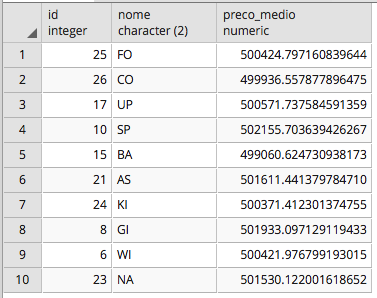 id nome preco_medio
integer character (2) numeric
1 25 FO 500424.797160839644
2 26 CO 499936.557877896475
3 17 UP 500571.737584591359
4 10 SP 502155.703639426267
5 15 BA 499060.624730938173
6 21 AS 501611.441379784710
7 24 KI 500371.412301374755
8 8 GI 501933.097129119433
9 6 WI 500421.976799193015
10 23 NA 501530.122001618652